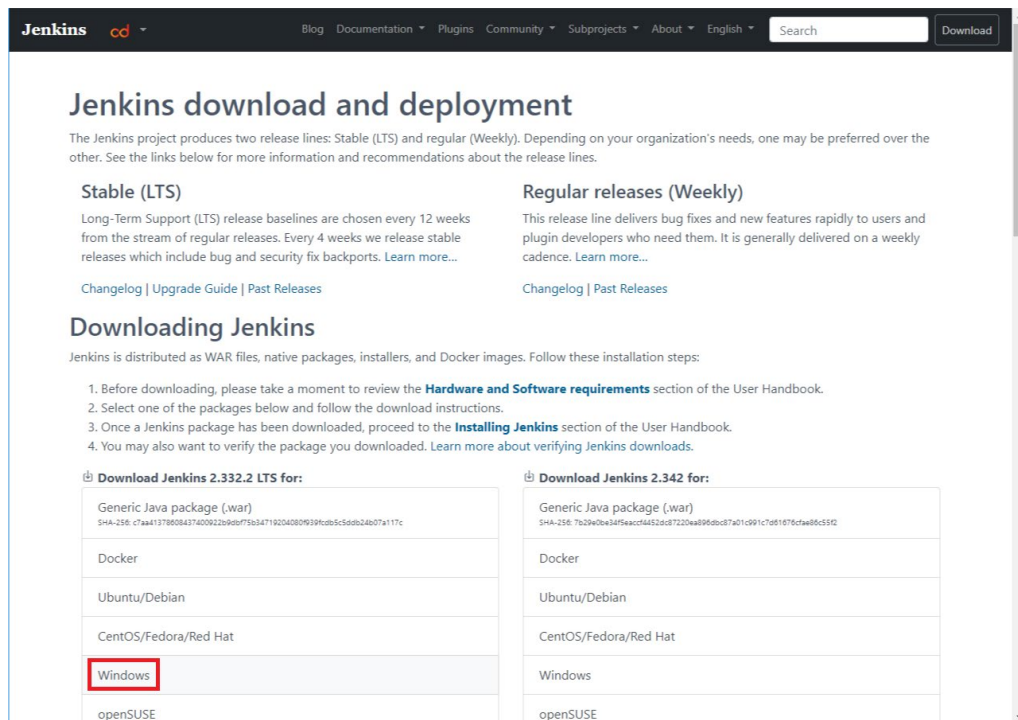 Jenkins cd Blog Documentation Plugins Community Subprojects About English Search Download
Jenkins download and deployment
The Jenkins project produces two release lines: Stable (LTS) and regular (Weekly). Depending on your organization's needs, one may be preferred over the
other. See the links below for more information and recommendations about the release lines.
Stable (LTS)
Long-Term Support (LTS) release baselines are chosen every 12 weeks
from the stream of regular releases. Every 4 weeks we release stable
releases which include bug and security fix backports. Learn more...
Changelog | Upgrade Guide | Past Releases
Regular releases (Weekly)
This release line delivers bug fixes and new features rapidly to users and
plugin developers who need them. It is generally delivered on a weekly
cadence. Learn more...
Changelog | Past Releases
Downloading Jenkins
Jenkins is distributed as WAR files, native packages, installers, and Docker images. Follow these installation steps:
1. Before downloading, please take a moment to review the Hardware and Software requirements section of the User Handbook.
2. Select one of the packages below and follow the download instructions.
3. Once a Jenkins package has been downloaded, proceed to the Installing Jenkins section of the User Handbook.
4. You may also want to verify the package you downloaded. Learn more about verifying Jenkins downloads.
Download Jenkins 2.332.2 LTS for:
Generic Java package (.war)
SHA-256:
Docker
Ubuntu/Debian
CentOS/Fedora/Red Hat
Windows
openSUSE
Download Jenkins 2.342 for:
Generic Java package (.war)
SHA-256:
Docker
Ubuntu/Debian
CentOS/Fedora/Red Hat
Windows
openSUSE